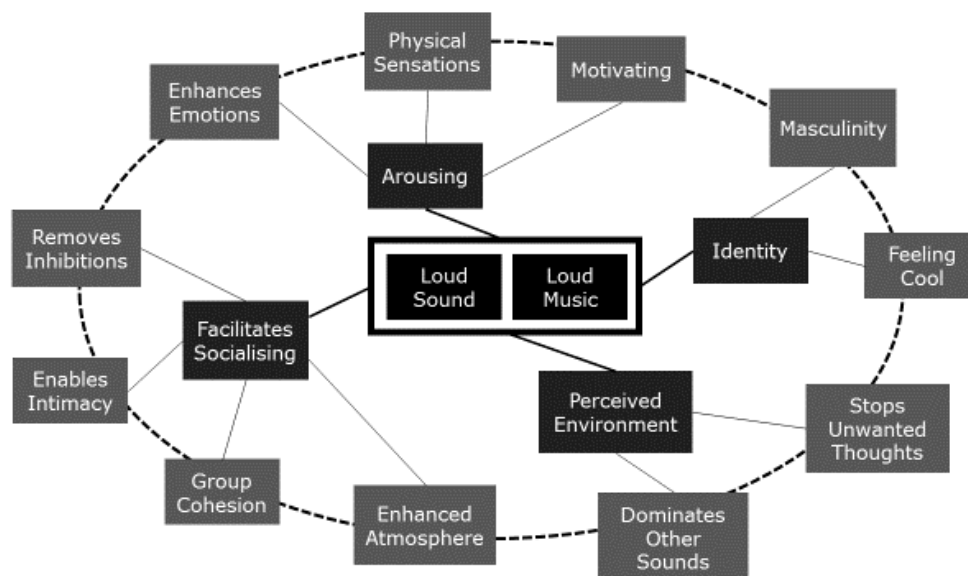 Physical
Sensations
Motivating
Enhances
Emotions
Masculinity
Arousing
Removes
Inhibitions
Identity
Feeling
Cool
Loud
Sound
Loud
Music
Facilitates
Socialising
Enables
Intimacy
Perceived
Environment
Stops
Unwanted
Thoughts
Group
Cohesion
Enhanced
Atmosphere
Dominates
Other
Sounds